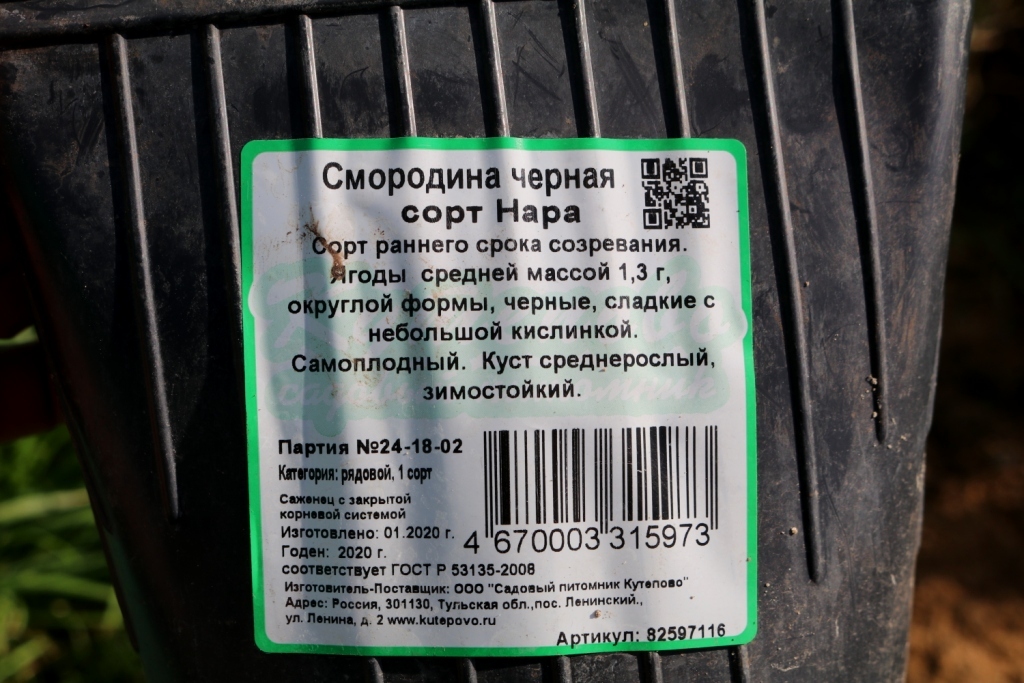 Смородина черная
сорт Нара
Сорт раннего срока созревания.
Ягоды средней массой 1,3 г,
округлой формы, черные, сладкие с
небольшой кислинкой.
Самоплодный. Куст среднерослый,
зимостойкий.
Партия №24-18-02
Категория: рядовой, 1 сорт
Саженец с закрытой
корневой системой
Изготовлено: 01.2020 г.
Годен: 2020 г.
соответствует ГОСТ Р 53135-2008
4 670003 315973
Изготовитель-Поставщик: ООО "Садовый питомник Кутепово"
Адрес: Россия, 301130, Тульская обл.,пос. Ленинский.,
ул. Ленина, д. 2 www.kutepovo.ru
Артикул: 82597116